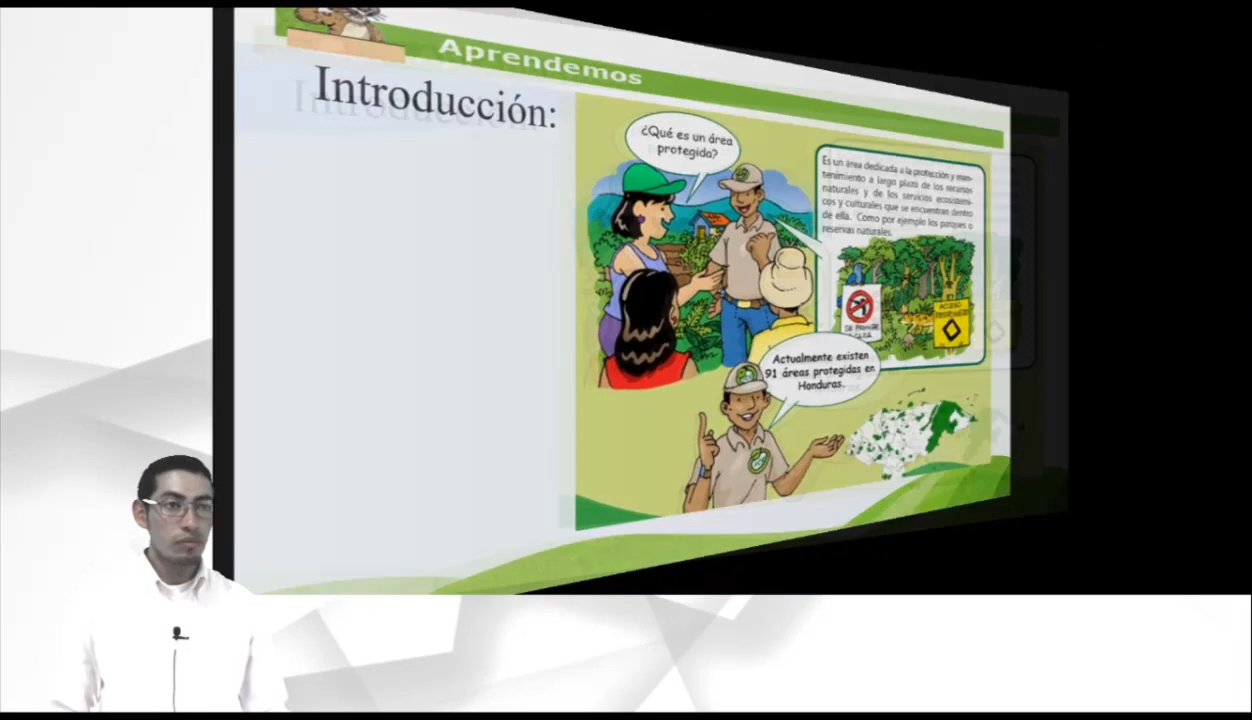 Aprendemos
Introducción:
¿Qué es un área
protegida?
Es un área dedicada a la protección y man-
tenimiento a largo plazo de los recursos
naturales y de los servicios ecosistémi-
cos y culturales que se encuentran dentro
de ella. Como por ejemplo los parques o
reservas naturales.
ACCESO
Actualmente existen
91 áreas protegidas en
Honduras.